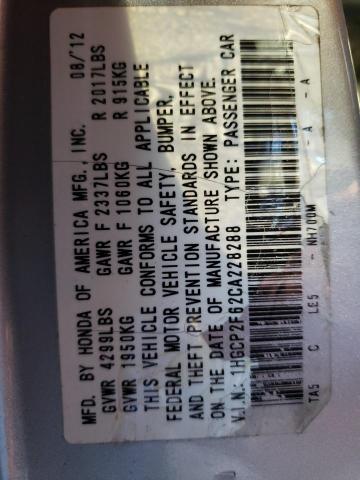 MFD. BY HONDA OF AMERICA MFG., INC. 08/12
GVWR 4299LBS GAWR F 2337LBS R 2017LBS
GVWR 1950KG GAWR F 1060KG R 915KG
THIS VEHICLE CONFORMS TO ALL APPLICABLE
FEDERAL MOTOR VEHICLE SAFETY, BUMPER,
AND THEFT PREVENTION STANDARDS IN EFFECT
ON THE DATE OF MANUFACTURE SHOWN ABOVE.
V.I.N.: 1HGCP2F62CA228288 TYPE: PASSENGER CAR
TA5 C LE5 NH700M - A - A